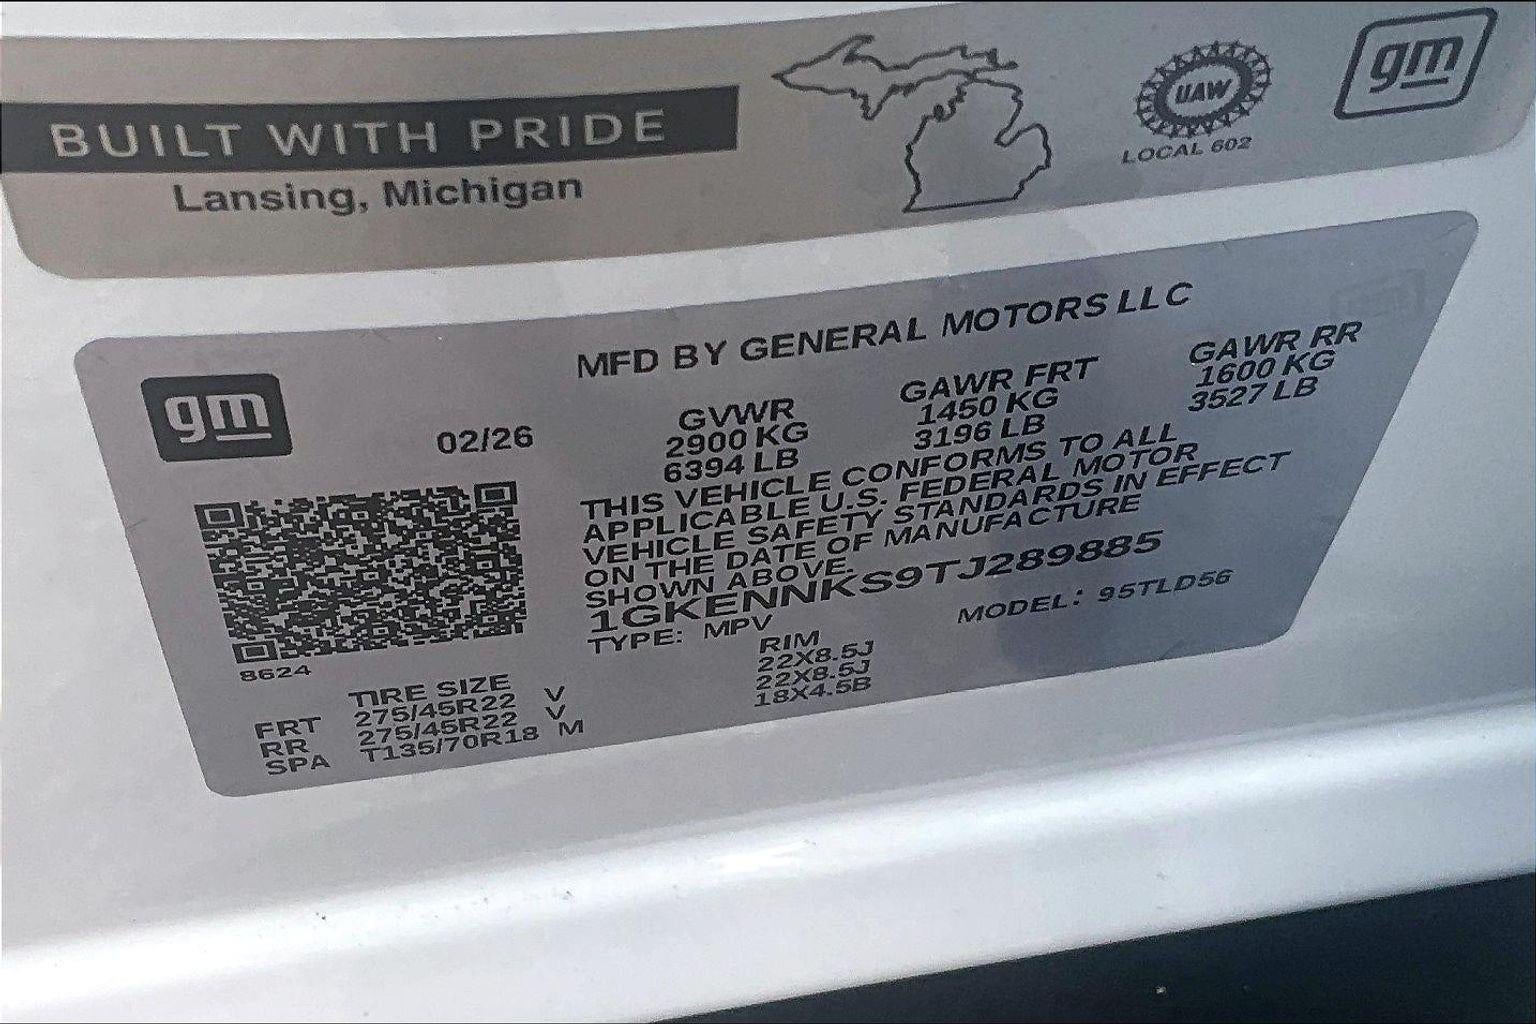 BUILT WITH PRIDE
Lansing, Michigan
UAW
LOCAL 602
gm
MFD BY GENERAL MOTORS LLC
gm
02/26
GVWR
2900 KG
6394 LB
GAWR FRT
1450 KG
3196 LB
GAWR RR
1600 KG
3527 LB
THIS VEHICLE CONFORMS TO ALL
APPLICABLE U.S. FEDERAL MOTOR
VEHICLE SAFETY STANDARDS IN EFFECT
ON THE DATE OF MANUFACTURE
SHOWN ABOVE.
1GKENNKS9TJ289885
TYPE: MPV
MODEL: 95TLD56
8624
TIRE SIZE
RIM
FRT 275/45R22 V 22X8.5J
RR 275/45R22 V 22X8.5J
SPA T135/70R18 M 18X4.5B